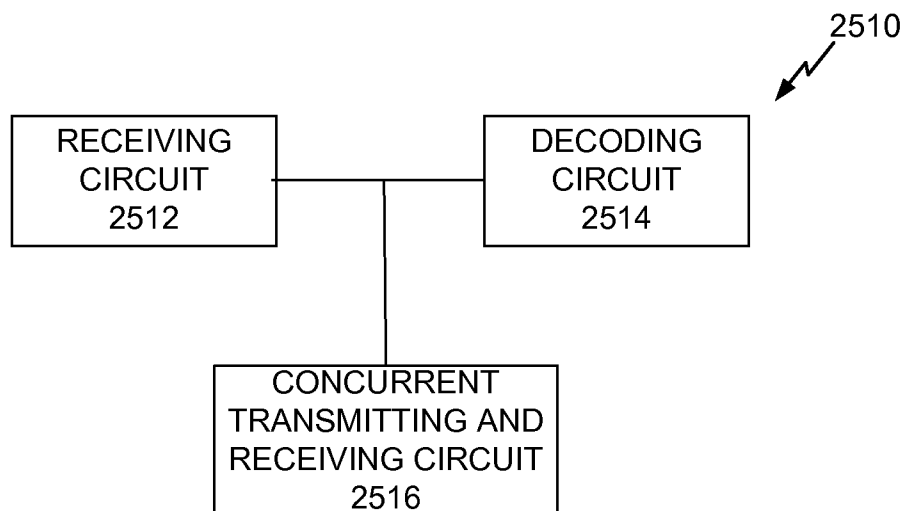 2510
RECEIVING
CIRCUIT
2512
DECODING
CIRCUIT
2514
CONCURRENT
TRANSMITTING AND
RECEIVING CIRCUIT
2516